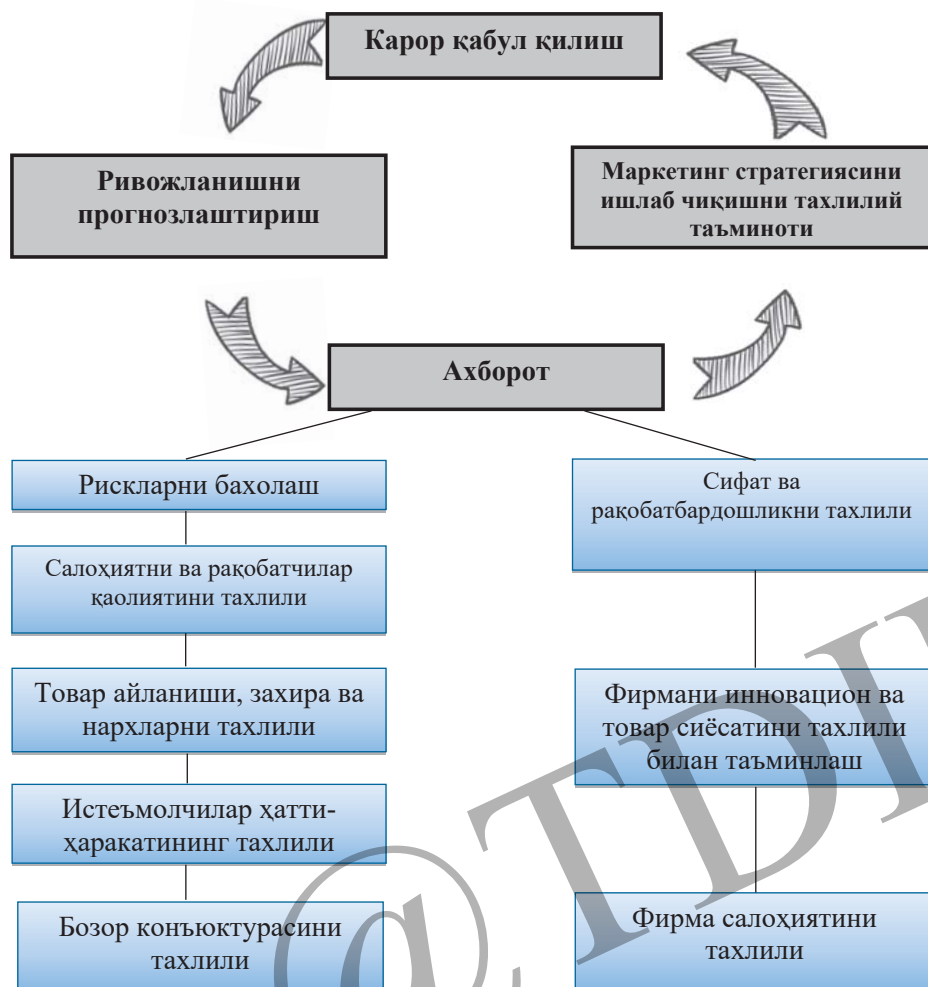 Карор қабул қилиш
Ривожланишни
прогнозлаштириш
Маркетинг стратегиясини
ишлаб чиқишни тахлилий
таъминоти
Ахборот
Рискларни бахолаш
Салоҳиятни ва рақобатчилар
қаолиятини тахлили
Товар айланиши, захира ва
нархларни тахлили
Истеъмолчилар ҳатти-
ҳаракатининг тахлили
Бозор конъюктурасини
тахлили
Сифат ва
рақобатбардошликни тахлили
Фирмани инновацион ва
товар сиёсатини тахлили
билан таъминлаш
Фирма салоҳиятини
тахлили